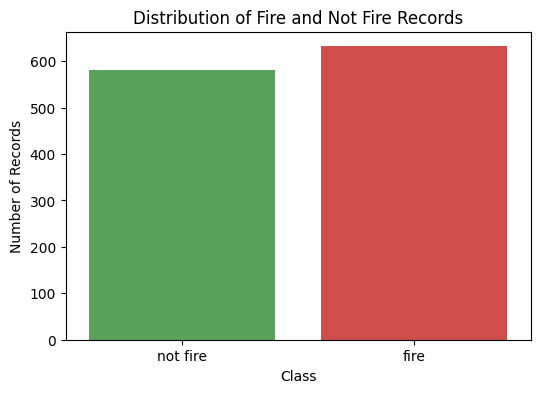 Distribution of Fire and Not Fire Records
Number of Records
600
500
400
300
200
100
0
not fire
fire
Class